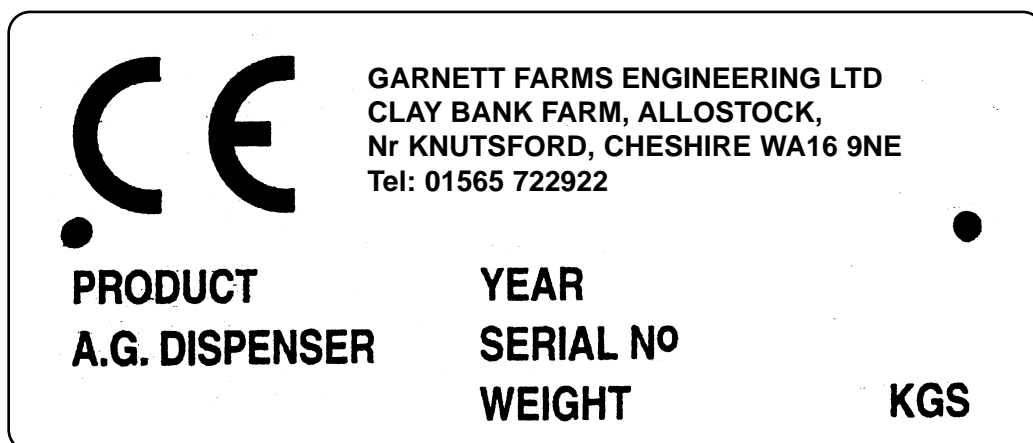 CE
GARNETT FARMS ENGINEERING LTD
CLAY BANK FARM, ALLOSTOCK,
Nr KNUTSFORD, CHESHIRE WA16 9NE
Tel: 01565 722922
PRODUCT YEAR
A.G. DISPENSER SERIAL NO
WEIGHT KGS